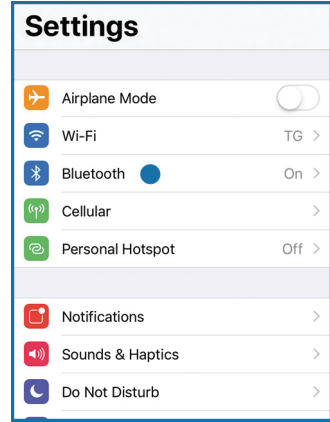 Settings
Airplane Mode
Wi-Fi TG
Bluetooth On
Cellular
Personal Hotspot Off
Notifications
Sounds & Haptics
Do Not Disturb